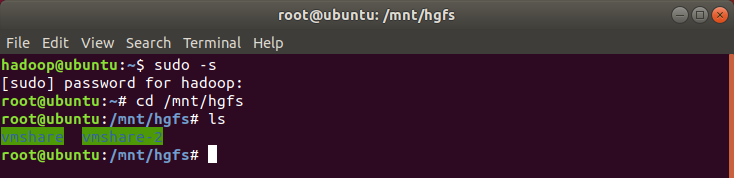 root@ubuntu: /mnt/hgfs
File Edit View Search Terminal Help
hadoop@ubuntu:~$ sudo -s
[sudo] password for hadoop:
root@ubuntu:~# cd /mnt/hgfs
root@ubuntu:/mnt/hgfs# ls
vmshare  vmshare-2
root@ubuntu:/mnt/hgfs#